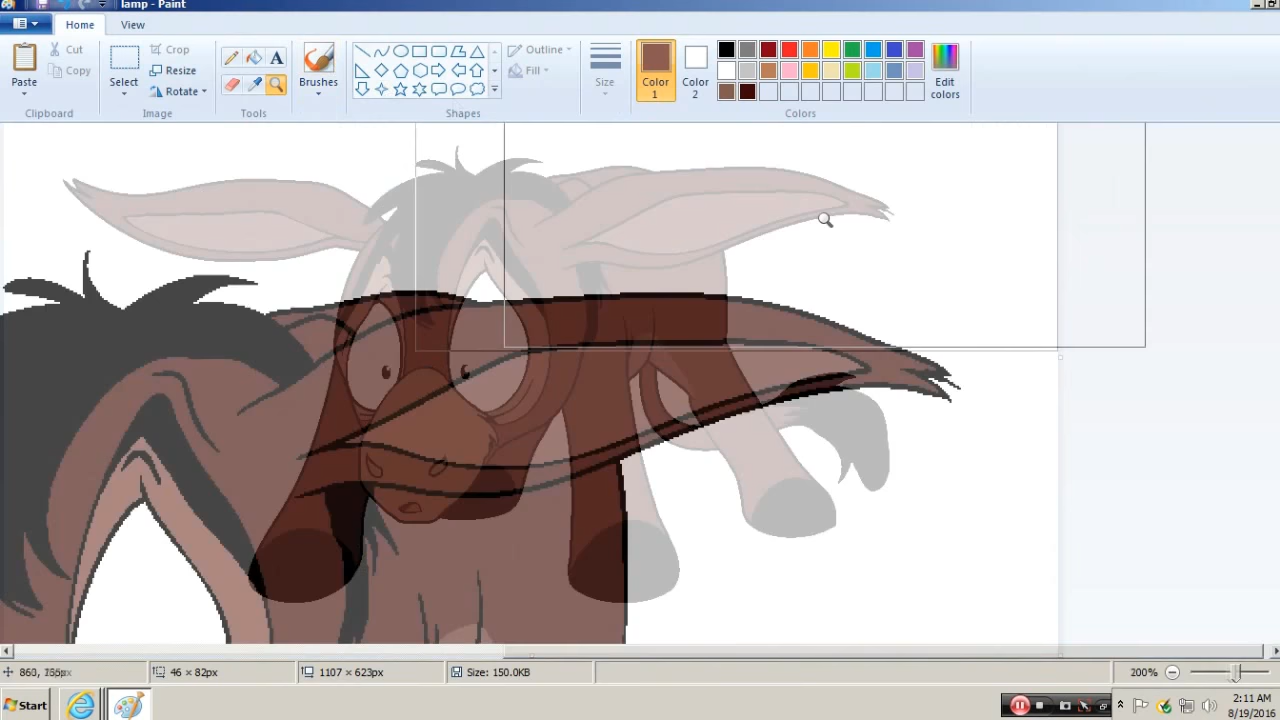 lamp - Paint
Home View
Paste
Cut
Copy
Clipboard
Select
Crop
Resize
Rotate
Image
A
Tools
Brushes
Outline
Fill
Shapes
Size
Color
1
Color
2
Edit
colors
Colors
46 × 82px
1107 × 623px
Size: 150.0KB
200%
Start
2:11 AM
8/19/2016